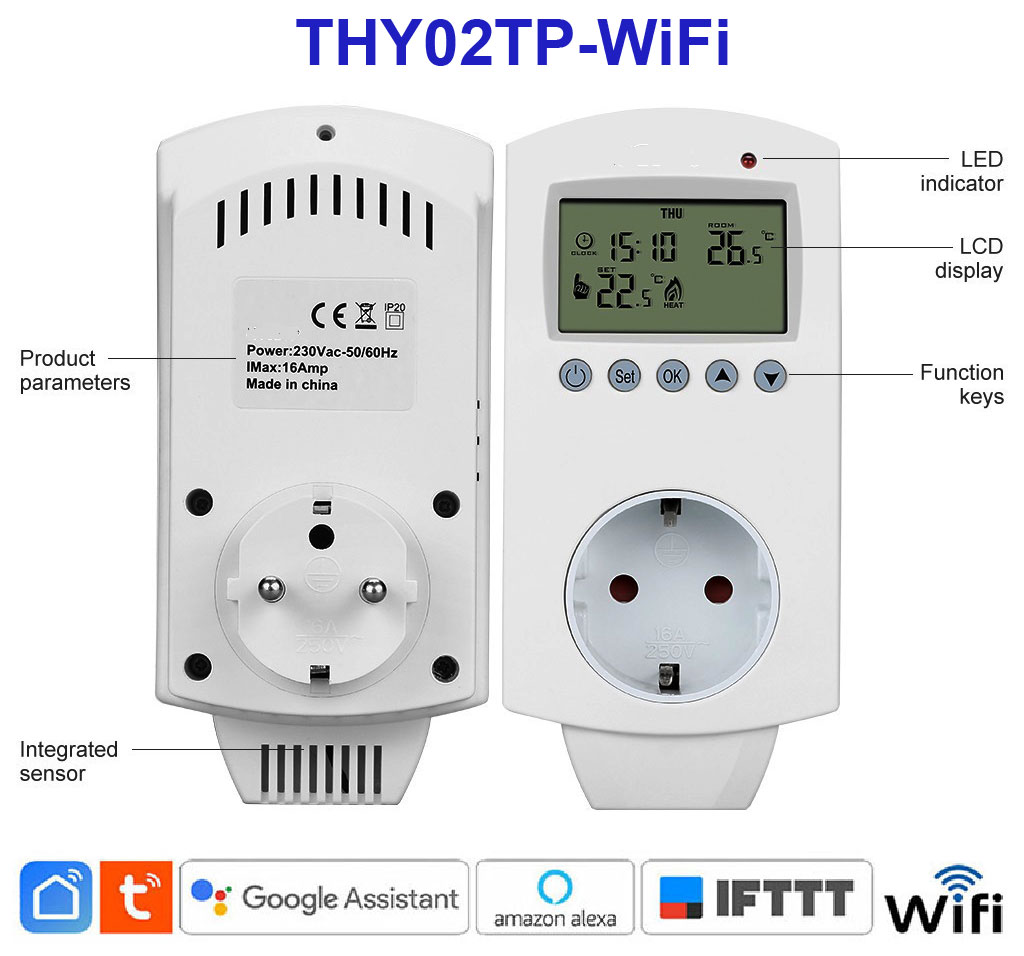 THY02TP-WiFi
LED
indicator
THU
ROOM
CLOCK
15:10
26.5
°C
SET
22.5
°C
HEAT
LCD
display
IP20
Product
parameters
Power:230Vac-50/60Hz
IMax:16Amp
Made in china
Set
OK
Function
keys
16A
250V
16A
250V
Integrated
sensor
Google Assistant
amazon alexa
IFTTT
WiFi